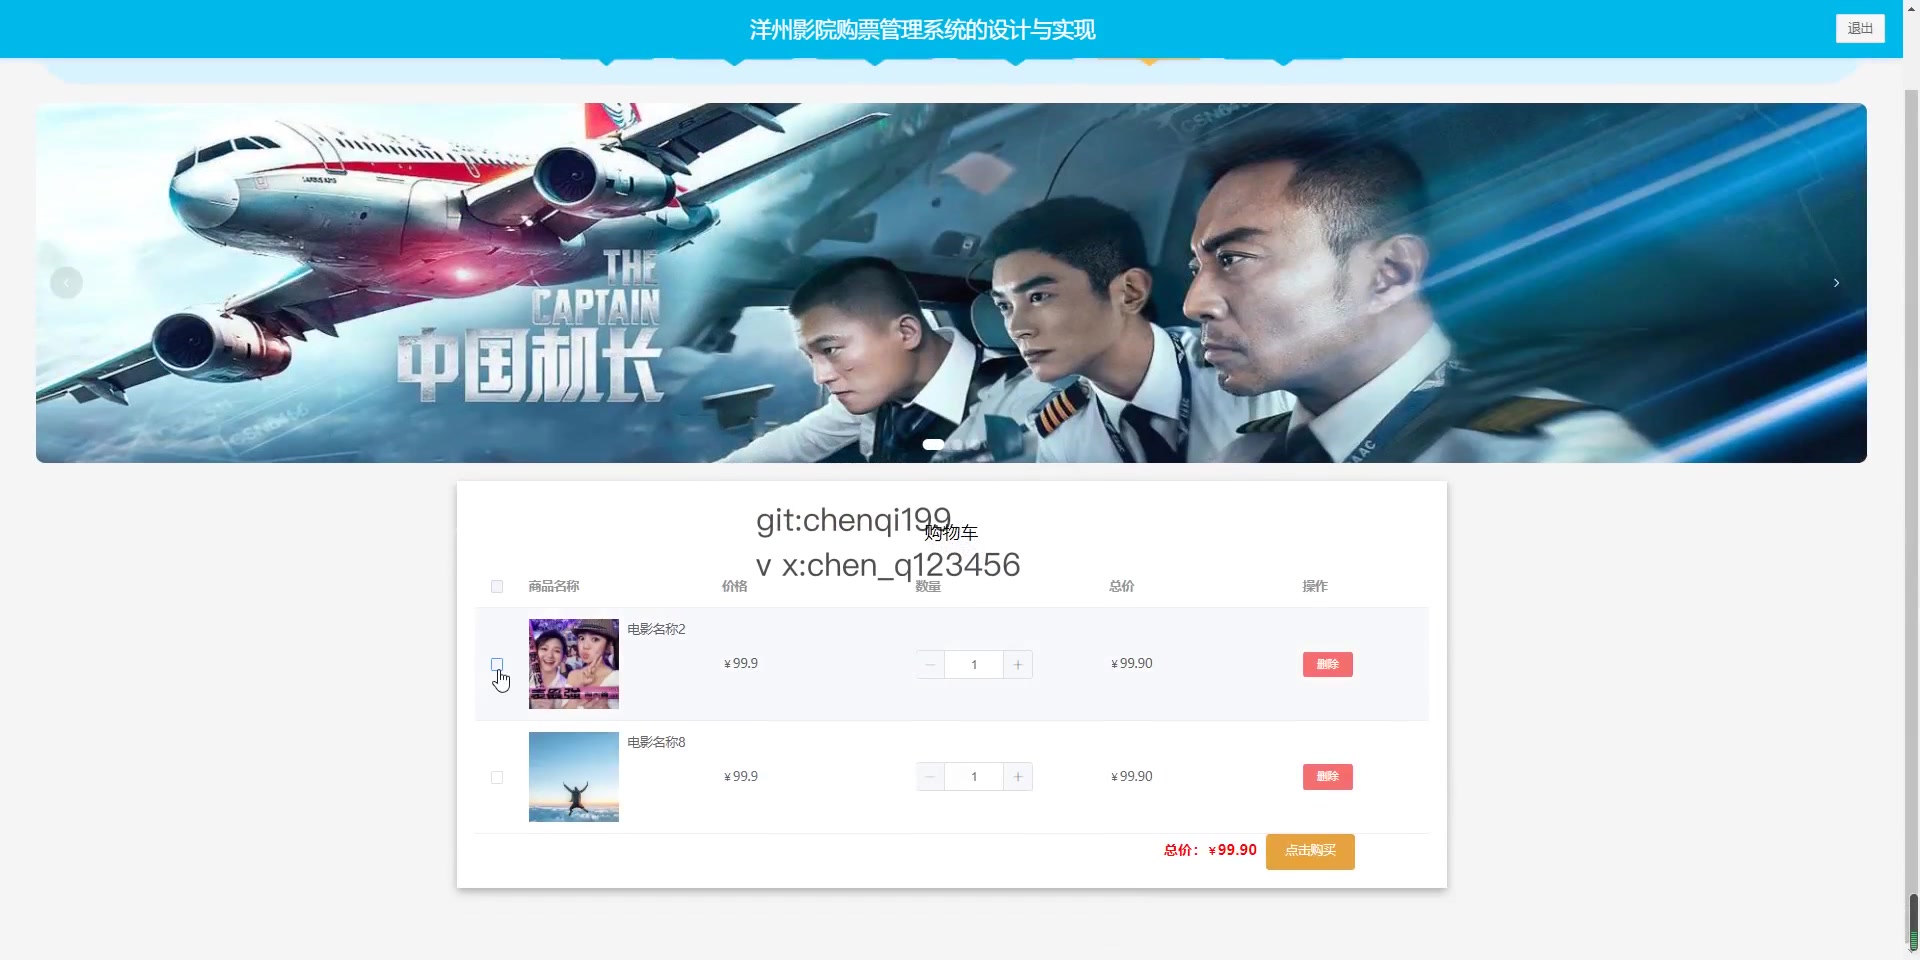 洋州影院购票管理系统的设计与实现
退出
THE
CAPTAIN
中国机长
git:chenqi199
购物车
v x:chen_q123456
商品名称 价格 数量 总价 操作
电影名称2
￥99.9 1 ￥99.90 删除
电影名称8
￥99.9 1 ￥99.90 删除
总价：￥99.90 点击购买